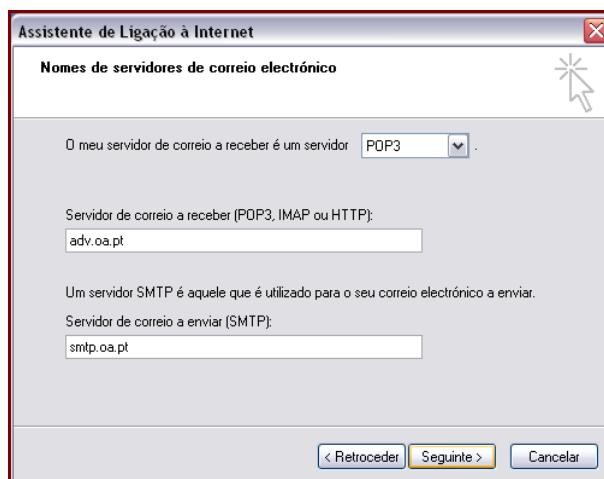 Assistente de Ligação à Internet
Nomes de servidores de correio electrónico
O meu servidor de correio a receber é um servidor POP3 .
Servidor de correio a receber (POP3, IMAP ou HTTP):
adv.oa.pt
Um servidor SMTP é aquele que é utilizado para o seu correio electrónico a enviar.
Servidor de correio a enviar (SMTP):
smtp.oa.pt
< Retroceder Seguinte > Cancelar